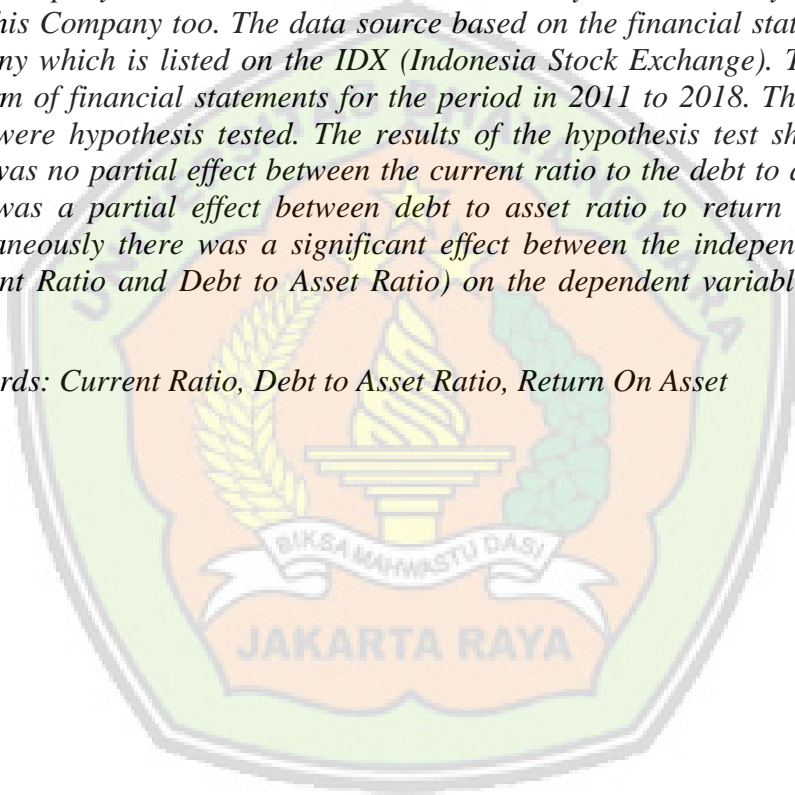 his Company too. The data source based on the financial stat
ny which is listed on the IDX (Indonesia Stock Exchange). T
rm of financial statements for the period in 2011 to 2018. Th
were hypothesis tested. The results of the hypothesis test sh
was no partial effect between the current ratio to the debt to
was a partial effect between debt to asset ratio to return
aneously there was a significant effect between the indepen
nt Ratio and Debt to Asset Ratio) on the dependent variabl
rds: Current Ratio, Debt to Asset Ratio, Return On Asset
UNIVERSITAS BHAYANGKARA
BIKSA MAHWASTU DASI
JAKARTA RAYA